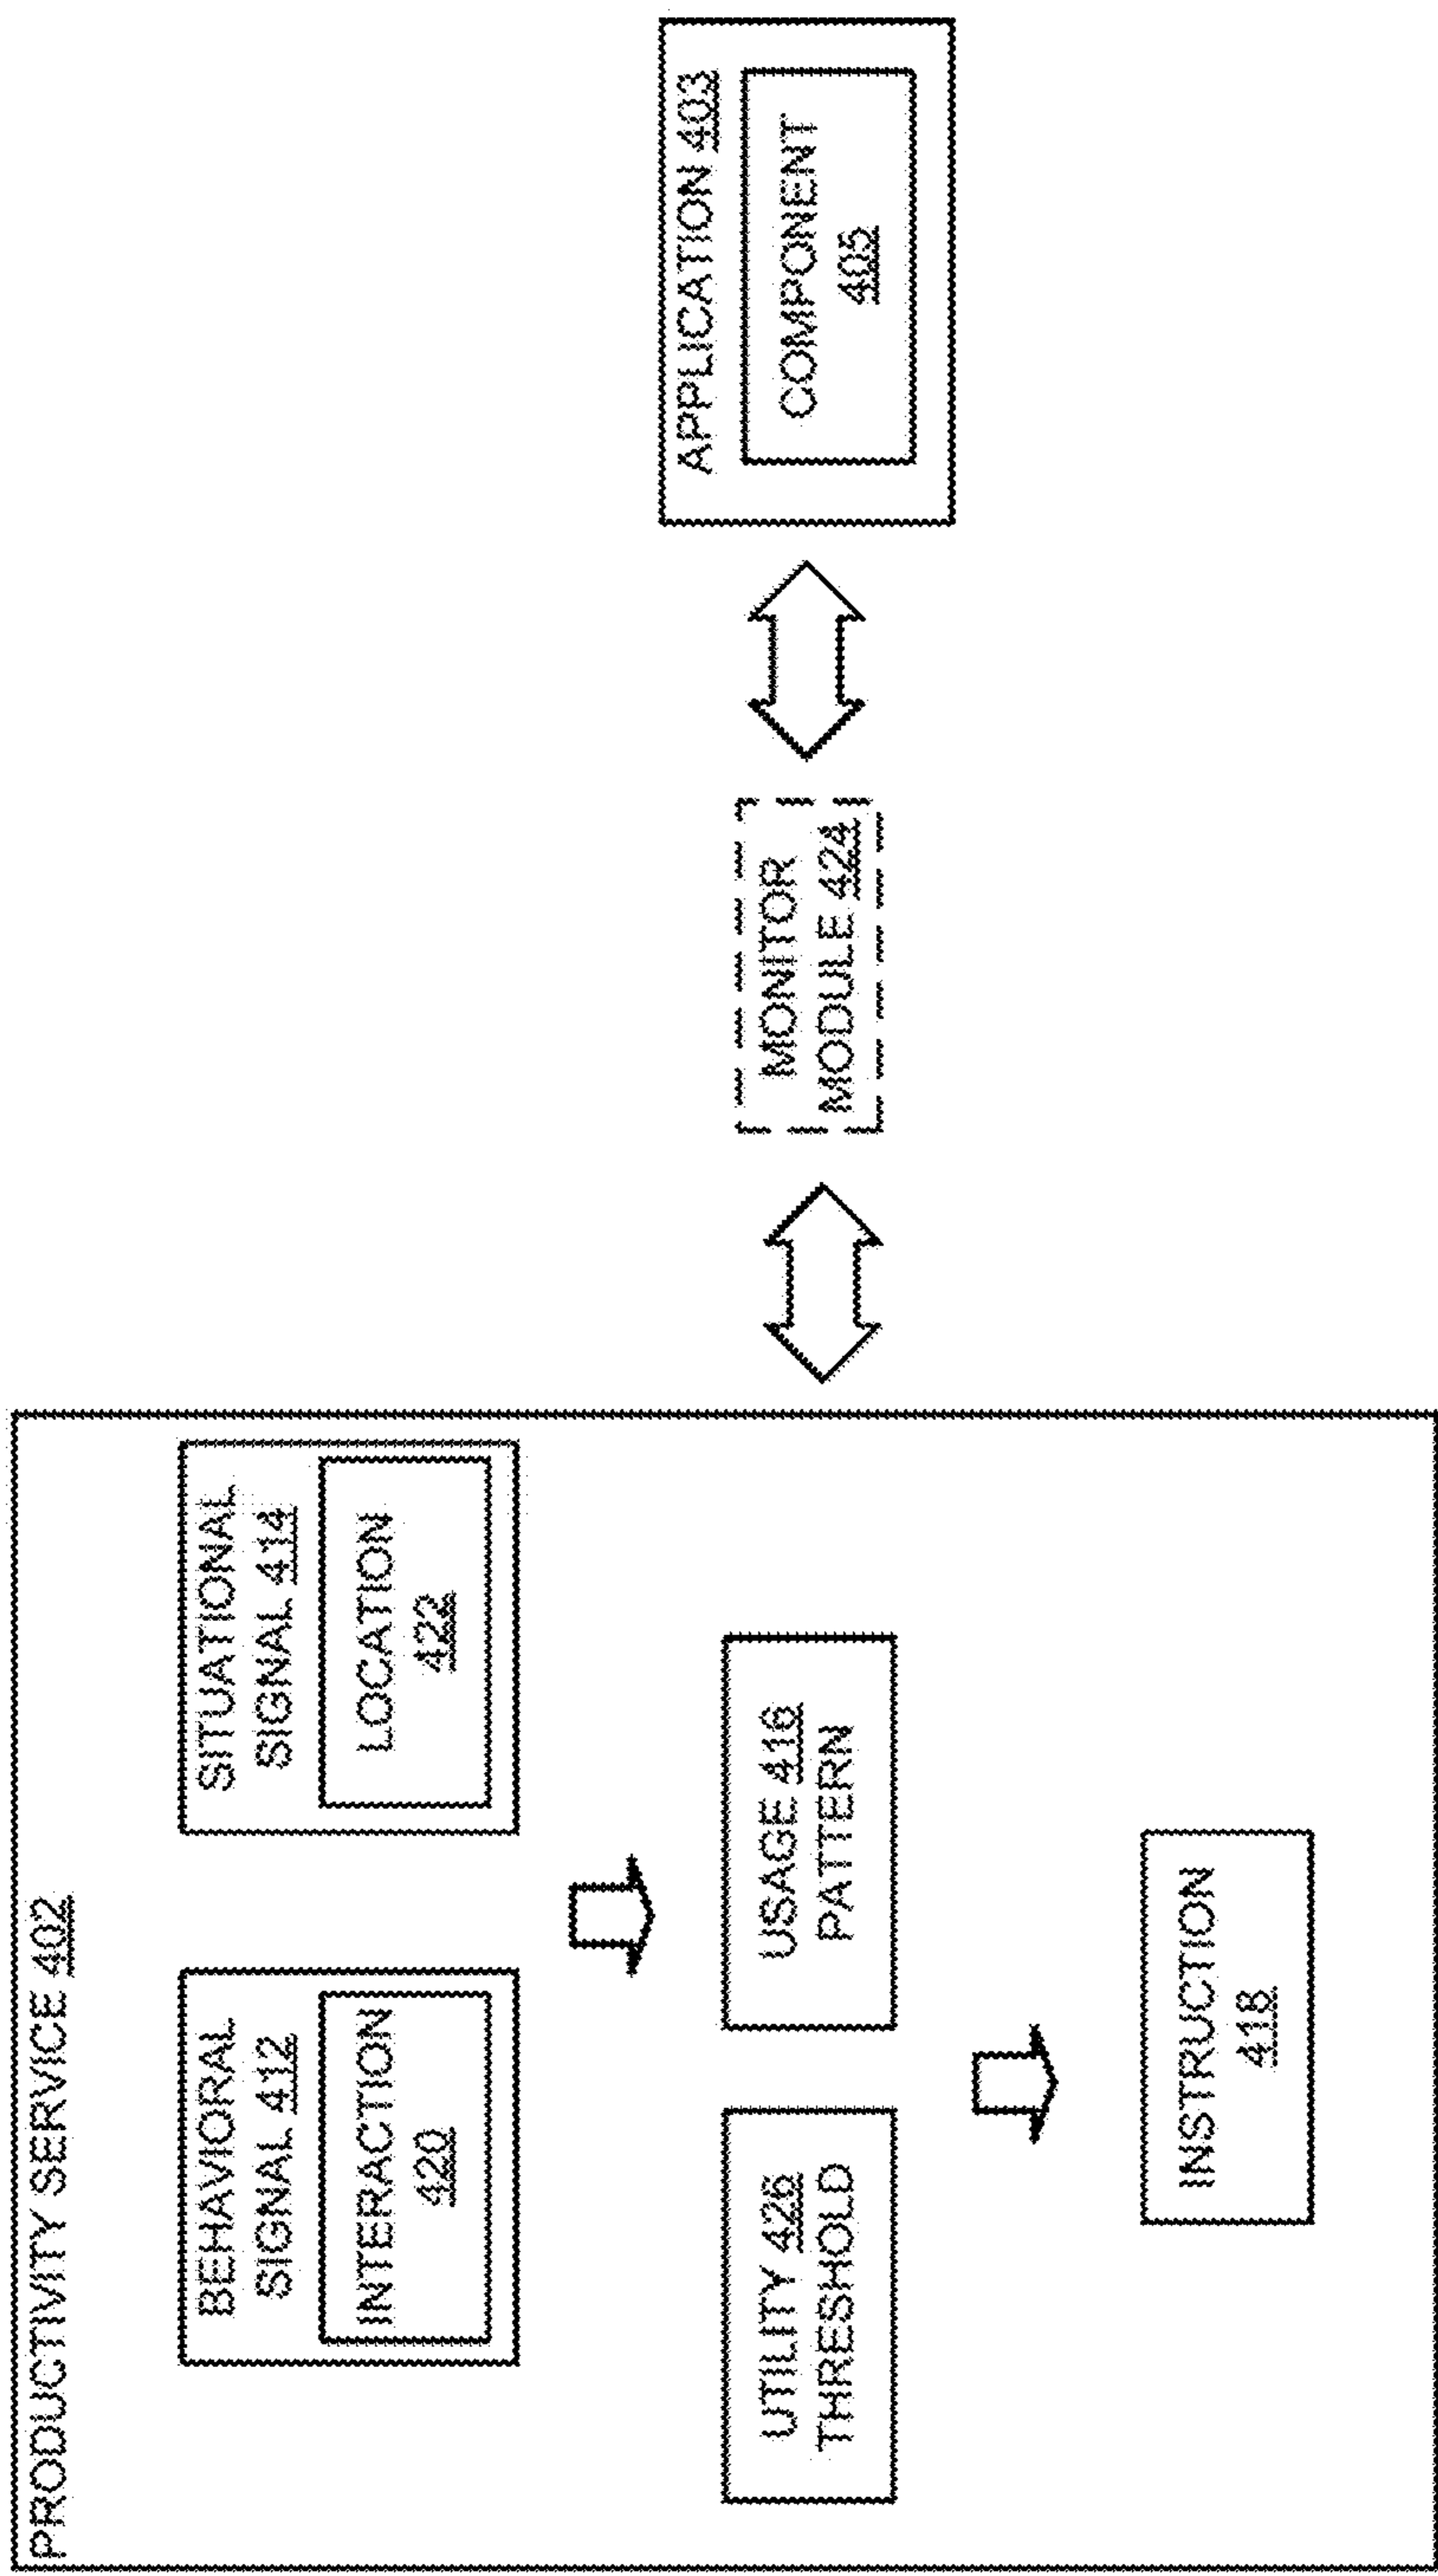 PRODUCTIVITY SERVICE 402
BEHAVIORAL
SIGNAL 412
INTERACTION
420
SITUATIONAL
SIGNAL 414
LOCATION
422
UTILITY 426
THRESHOLD
USAGE 416
PATTERN
INSTRUCTION
418
MONITOR
MODULE 424
APPLICATION 403
COMPONENT
405